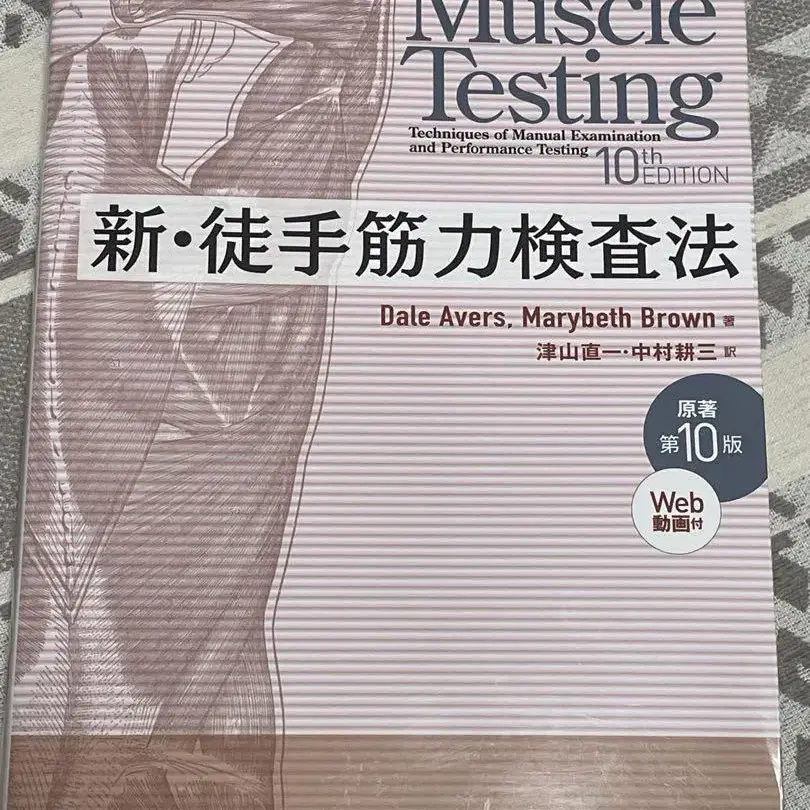 Muscle
Testing
Techniques of Manual Examination
and Performance Testing
10th
EDITION
新・徒手筋力検査法
Dale Avers, Marybeth Brown 著
津山直一・中村耕三 訳
原著
第10版
Web
動画付